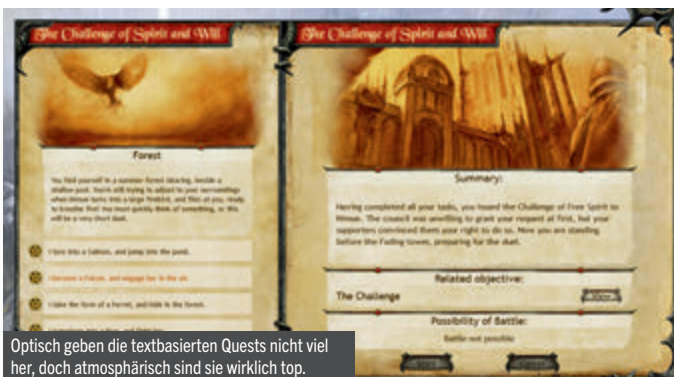 The Challenge of Spirit and Will
Forest
You find yourself in a summer forest clearing, beside a
shallow pool. You're still trying to adjust to your surroundings
when Nimue turns into a large firebird, and flies at you, ready
to breathe fire! You must quickly think of something, or this
will be a very short duel.
I turn into a Salmon, and jump into the pond.
I become a Falcon, and engage her in the air.
I take the form of a Ferret, and hide in the forest.
The Challenge of Spirit and Will
Summary:
Having completed all your tasks, you issued the Challenge of Free Spirit to
Nimue. The council was unwilling to grant your request at first, but your
supporters convinced them your right to do so. Now you are standing
before the Fading tower, preparing for the duel.
Related objective:
The Challenge
Possibility of Battle:
Battle not possible
Optisch geben die textbasierten Quests nicht viel
her, doch atmosphärisch sind sie wirklich top.